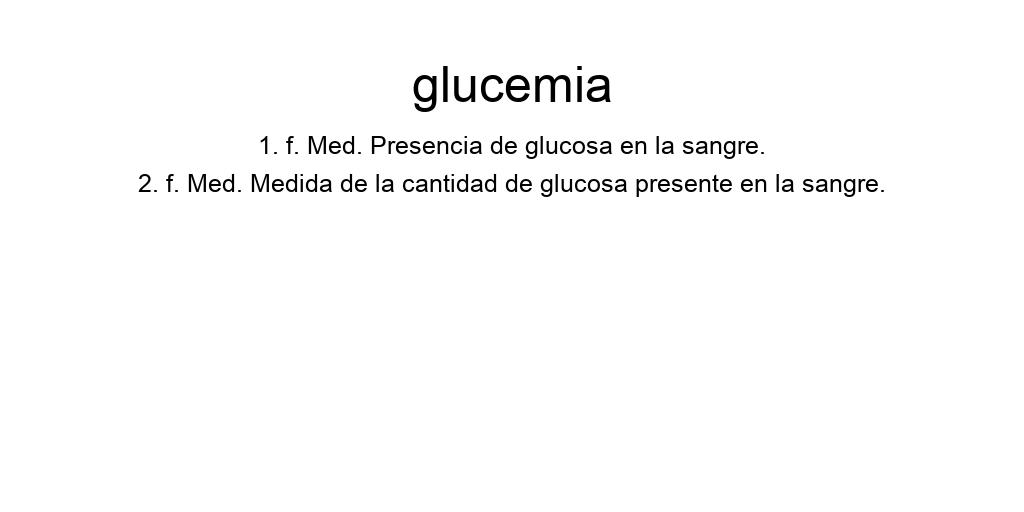 glucemia
1. f. Med. Presencia de glucosa en la sangre.
2. f. Med. Medida de la cantidad de glucosa presente en la sangre.